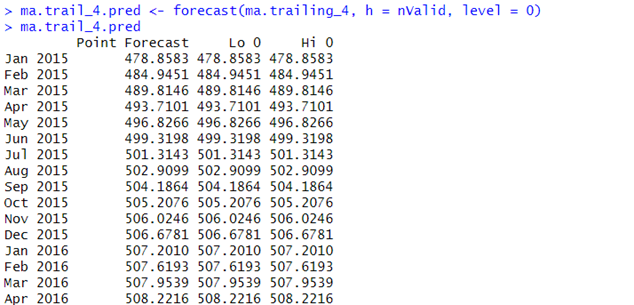 > ma.trail_4.pred <- forecast(ma.trailing_4, h = nValid, level = 0)
> ma.trail_4.pred
Point Forecast Lo 0 Hi 0
Jan 2015 478.8583 478.8583 478.8583
Feb 2015 484.9451 484.9451 484.9451
Mar 2015 489.8146 489.8146 489.8146
Apr 2015 493.7101 493.7101 493.7101
May 2015 496.8266 496.8266 496.8266
Jun 2015 499.3198 499.3198 499.3198
Jul 2015 501.3143 501.3143 501.3143
Aug 2015 502.9099 502.9099 502.9099
Sep 2015 504.1864 504.1864 504.1864
Oct 2015 505.2076 505.2076 505.2076
Nov 2015 506.0246 506.0246 506.0246
Dec 2015 506.6781 506.6781 506.6781
Jan 2016 507.2010 507.2010 507.2010
Feb 2016 507.6193 507.6193 507.6193
Mar 2016 507.9539 507.9539 507.9539
Apr 2016 508.2216 508.2216 508.2216